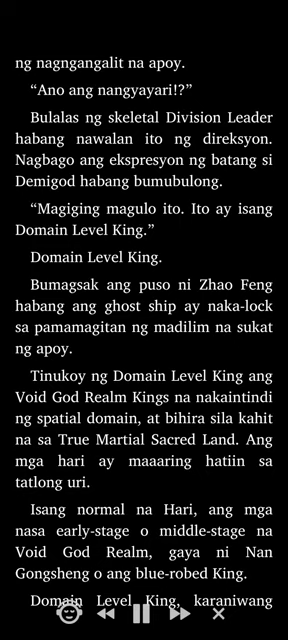 ng nagngangalit na apoy.
“Ano ang nangyayari!?”
Bulalas ng skeletal Division Leader
habang nawalan ito ng direksyon.
Nagbago ang ekspresyon ng batang si
Demigod habang bumubulong.
“Magiging magulo ito. Ito ay isang
Domain Level King.”
Domain Level King.
Bumagsak ang puso ni Zhao Feng
habang ang ghost ship ay naka-lock
sa pamamagitan ng madilim na sukat
ng apoy.
Tinukoy ng Domain Level King ang
Void God Realm Kings na nakaintindi
ng spatial domain, at bihira sila kahit
na sa True Martial Sacred Land. Ang
mga hari ay maaaring hatiin sa
tatlong uri.
Isang normal na Hari, ang mga
nasa early-stage o middle-stage na
Void God Realm, gaya ni Nan
Gongsheng o ang blue-robed King.
Domain Level King, karaniwang